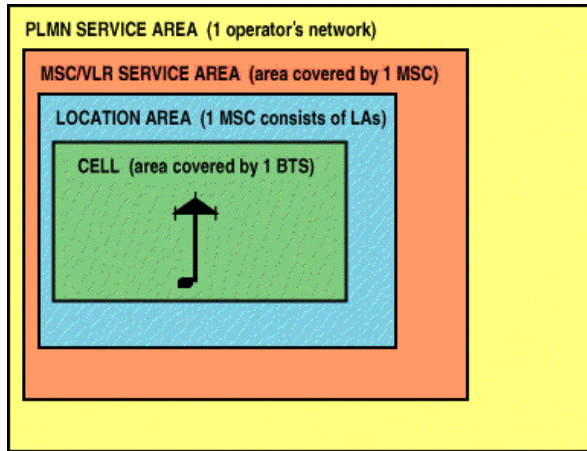 PLMN SERVICE AREA (1 operator's network)
MSC/VLR SERVICE AREA (area covered by 1 MSC)
LOCATION AREA (1 MSC consists of LAs)
CELL (area covered by 1 BTS)